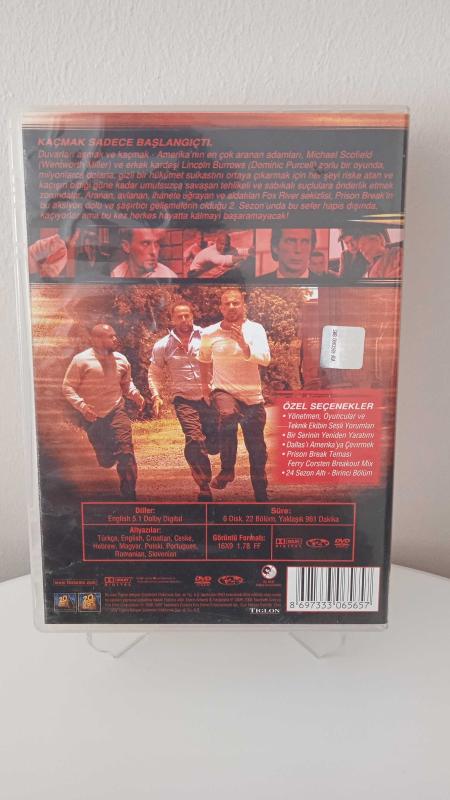 KAÇMAK SADECE BAŞLANGIÇTI.
Duvarları aşmak ve kaçmak - Amerika'nın en çok aranan adamları, Michael Scofield
(Wentworth Miller) ve erkek kardeşi Lincoln Burrows (Dominic Purcell) zorlu bir oyunda,
milyonlarca dolarla, gizli bir hükümet suikastını ortaya çıkarmak için her şeyi riske atan ve
kaçışın bittiği güne kadar umutsuzca savaşan tehlikeli ve sabıkalı suçlulara önderlik etmek
zorundalar. Aranan, avlanan, ihanete uğrayan ve aldatılan Fox River sekizlisi, Prison Break'in
bu aksiyon dolu ve şaşırtıcı gelişmelerin olduğu 2. Sezon'unda bu sefer hapis dışında,
kaçıyorlar ama bu kez herkes hayatta kalmayı başaramayacak!
ÖZEL SEÇENEKLER
• Yönetmen, Oyuncular ve
Teknik Ekibin Sesli Yorumları
• Bir Serinin Yeniden Yaratımı
• Dallas'ı Amerika'ya Çevirmek
• Prison Break Teması
Ferry Corsten Breakout Mix
• 24 Sezon Altı - Birinci Bölüm
Diller:
English 5.1 Dolby Digital
Süre:
6 Disk, 22 Bölüm, Yaklaşık 961 Dakika
Altyazılar:
Türkçe, English, Croatian, Ceske,
Hebrew, Magyar, Polski, Portugues,
Romanian, Slovenian
Görüntü Formatı:
16X9 1.78 FF
DOLBY
DIGITAL
DVD
TIGLON
8 697333 065657